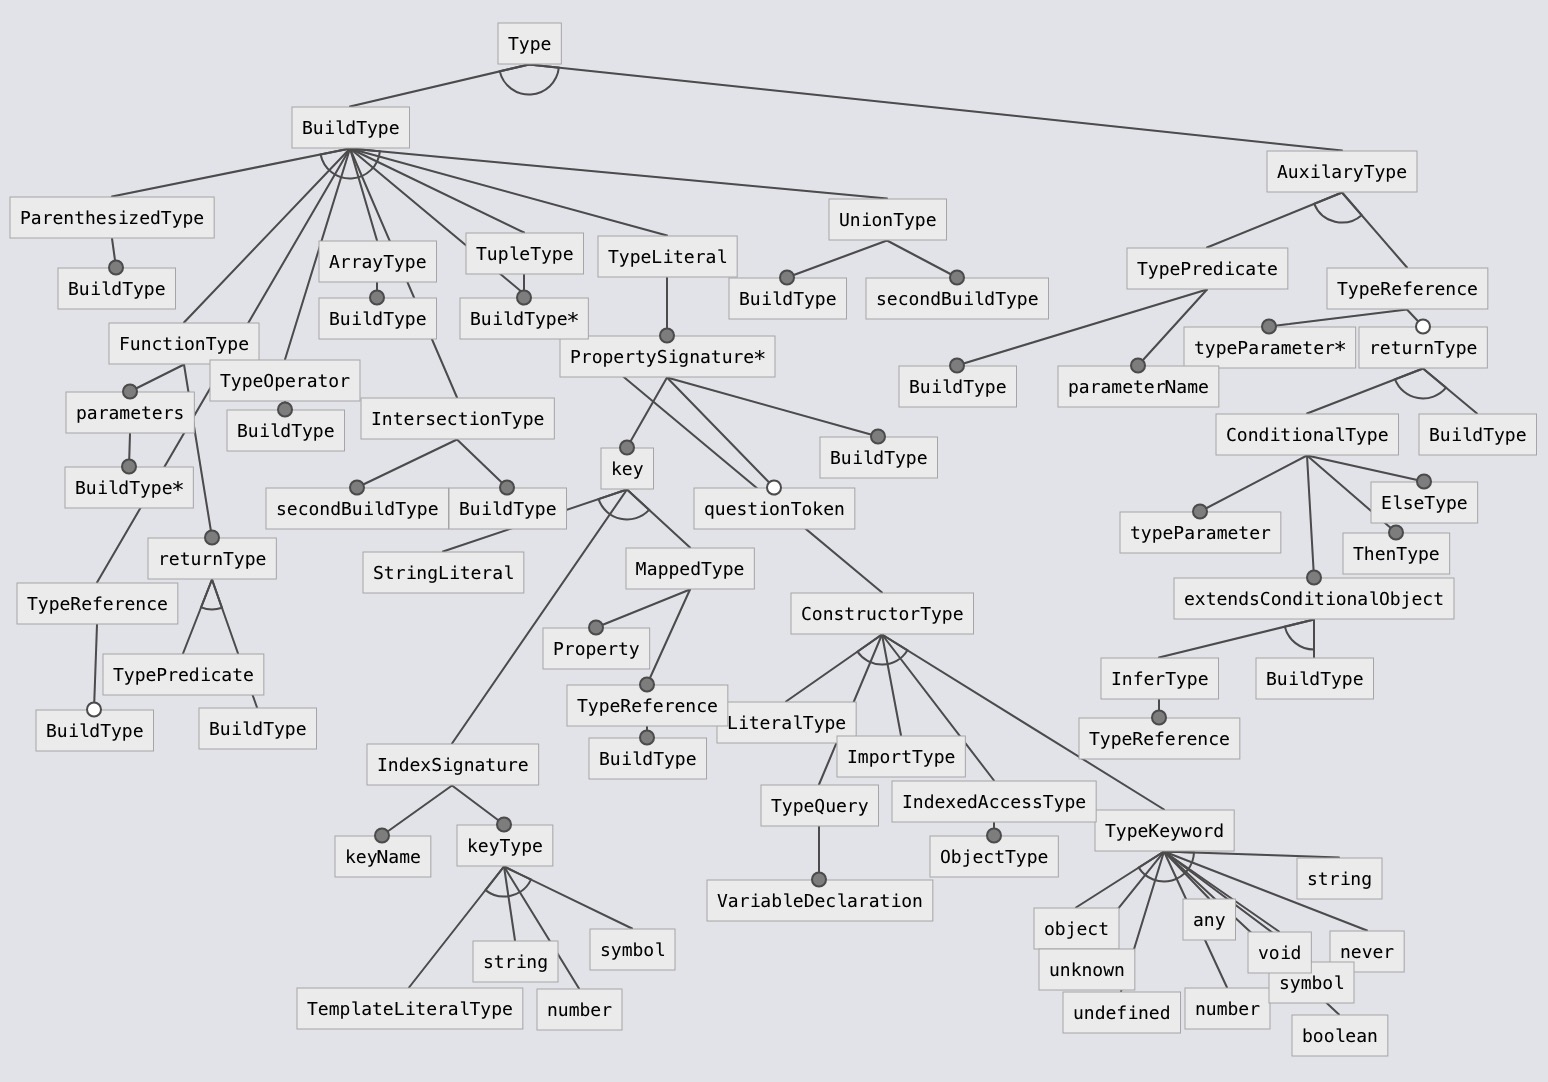 Type
BuildType
AuxilaryType
ParenthesizedType
UnionType
TupleType
TypeLiteral
ArrayType
TypePredicate
BuildType
TypeReference
BuildType
secondBuildType
BuildType
BuildType*
FunctionType
typeParameter*
returnType
PropertySignature*
TypeOperator
BuildType
parameterName
parameters
IntersectionType
BuildType
ConditionalType
BuildType
BuildType
key
BuildType*
ElseType
secondBuildType
BuildType
questionToken
typeParameter
returnType
ThenType
StringLiteral
MappedType
TypeReference
extendsConditionalObject
ConstructorType
Property
TypePredicate
InferType
BuildType
TypeReference
LiteralType
BuildType
BuildType
TypeReference
BuildType
ImportType
IndexSignature
TypeQuery
IndexedAccessType
TypeKeyword
keyName
keyType
ObjectType
string
VariableDeclaration
any
object
symbol
string
void
never
unknown
symbol
TemplateLiteralType
number
undefined
number
boolean